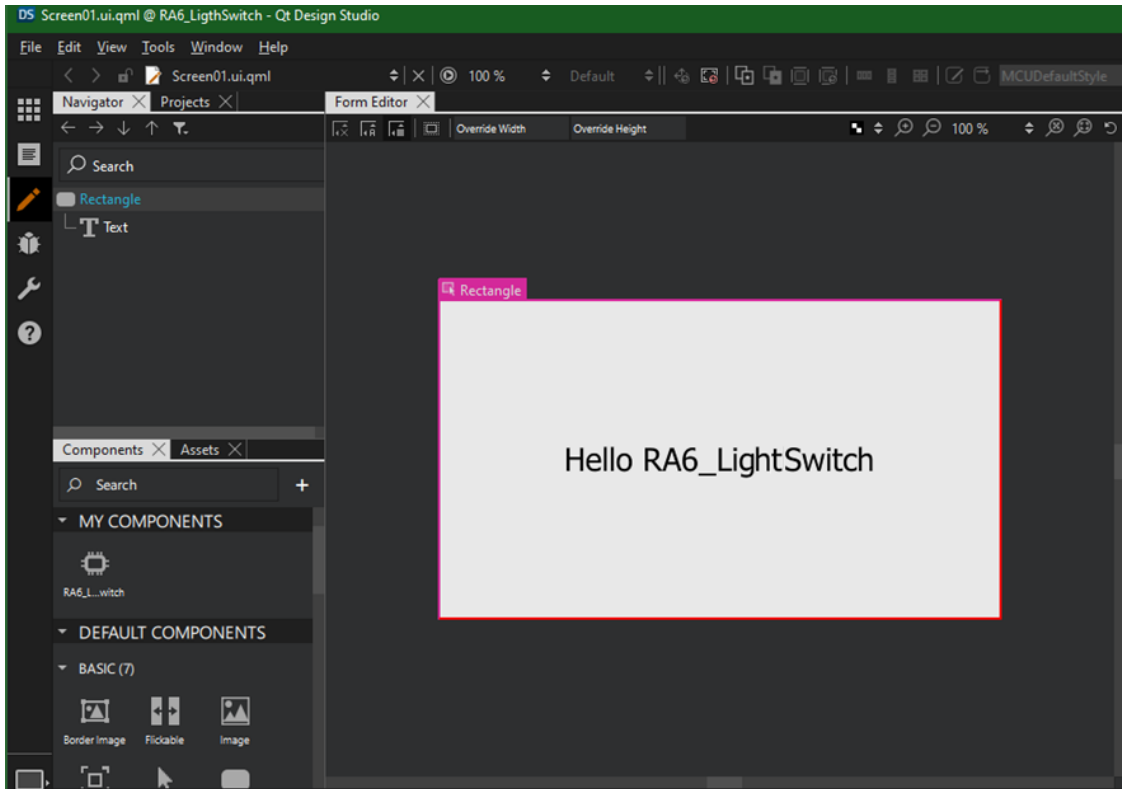 DS Screen01.ui.qml @ RA6_LigthSwitch - Qt Design Studio
File Edit View Tools Window Help
Screen01.ui.qml 100 % Default MCUDefaultStyle
Navigator Projects Form Editor
Override Width Override Height 100 %
Search
Rectangle
Text
Rectangle
Hello RA6_LightSwitch
Components Assets
Search
MY COMPONENTS
RA6_L...witch
DEFAULT COMPONENTS
BASIC (7)
Border Image Flickable Image